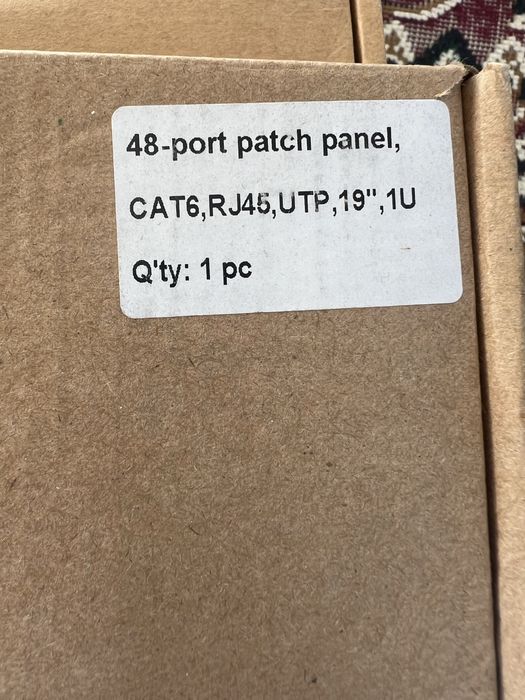 48-port patch panel,
CAT6,RJ45,UTP,19",1U
Q'ty: 1 pc